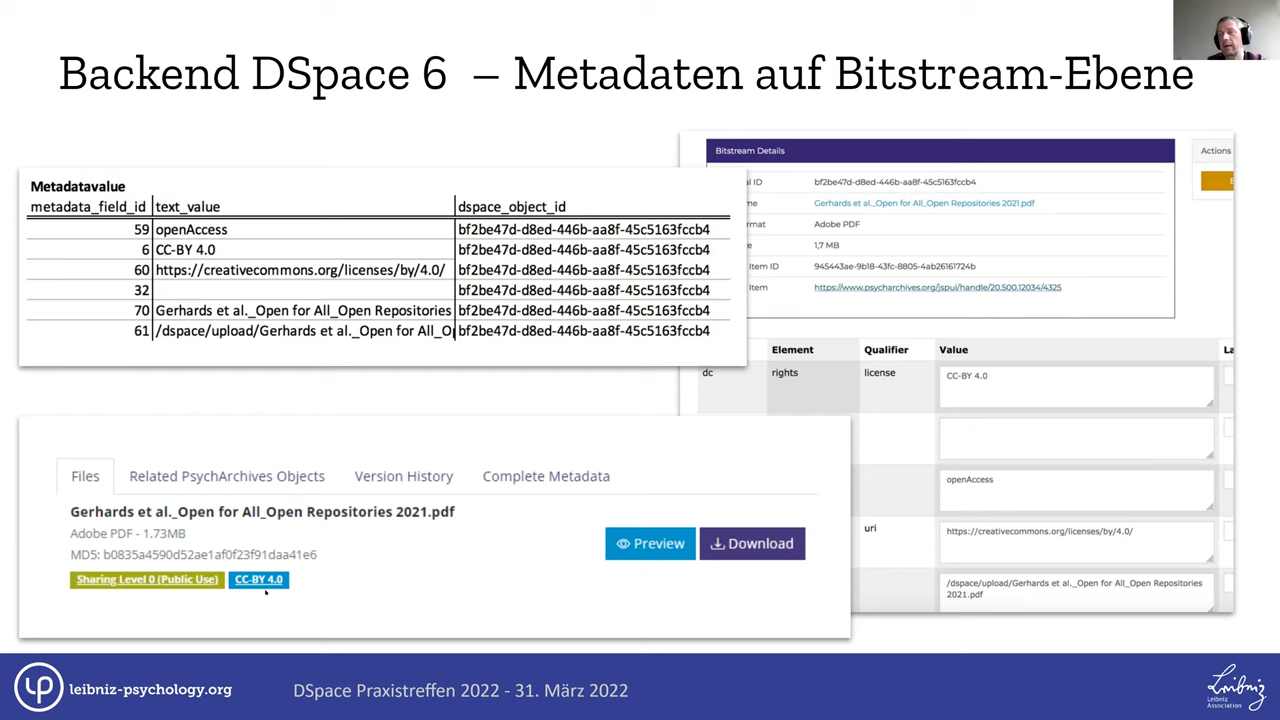 Backend DSpace 6 – Metadaten auf Bitstream-Ebene
Metadatavalue
metadata_field_id text_value dspace_object_id
59 openAccess bf2be47d-d8ed-446b-aa8f-45c5163fccb4
6 CC-BY 4.0 bf2be47d-d8ed-446b-aa8f-45c5163fccb4
60 https://creativecommons.org/licenses/by/4.0/ bf2be47d-d8ed-446b-aa8f-45c5163fccb4
32 bf2be47d-d8ed-446b-aa8f-45c5163fccb4
70 Gerhards et al._Open for All_Open Repositories bf2be47d-d8ed-446b-aa8f-45c5163fccb4
61 /dspace/upload/Gerhards et al._Open for All_O bf2be47d-d8ed-446b-aa8f-45c5163fccb4
Bitstream Details
Actions
ID bf2be47d-d8ed-446b-aa8f-45c5163fccb4
Gerhards et al._Open for All_Open Repositories 2021.pdf
Adobe PDF
1,7 MB
Item ID 945443ae-9b18-43fc-8805-4ab26161724b
Item https://www.psycharchives.org/jspui/handle/20.500.12034/4325
Element Qualifier Value
dc rights license CC-BY 4.0
openAccess
uri https://creativecommons.org/licenses/by/4.0/
/dspace/upload/Gerhards et al._Open for All_Open Repositories
2021.pdf
Files Related PsychArchives Objects Version History Complete Metadata
Gerhards et al._Open for All_Open Repositories 2021.pdf
Adobe PDF - 1.73MB
MD5: b0835a4590d52ae1af0f23f91daa41e6
Preview Download
Sharing Level 0 (Public Use) CC-BY 4.0
leibniz-psychology.org
DSpace Praxistreffen 2022 - 31. März 2022
Leibniz
Leibniz
Association